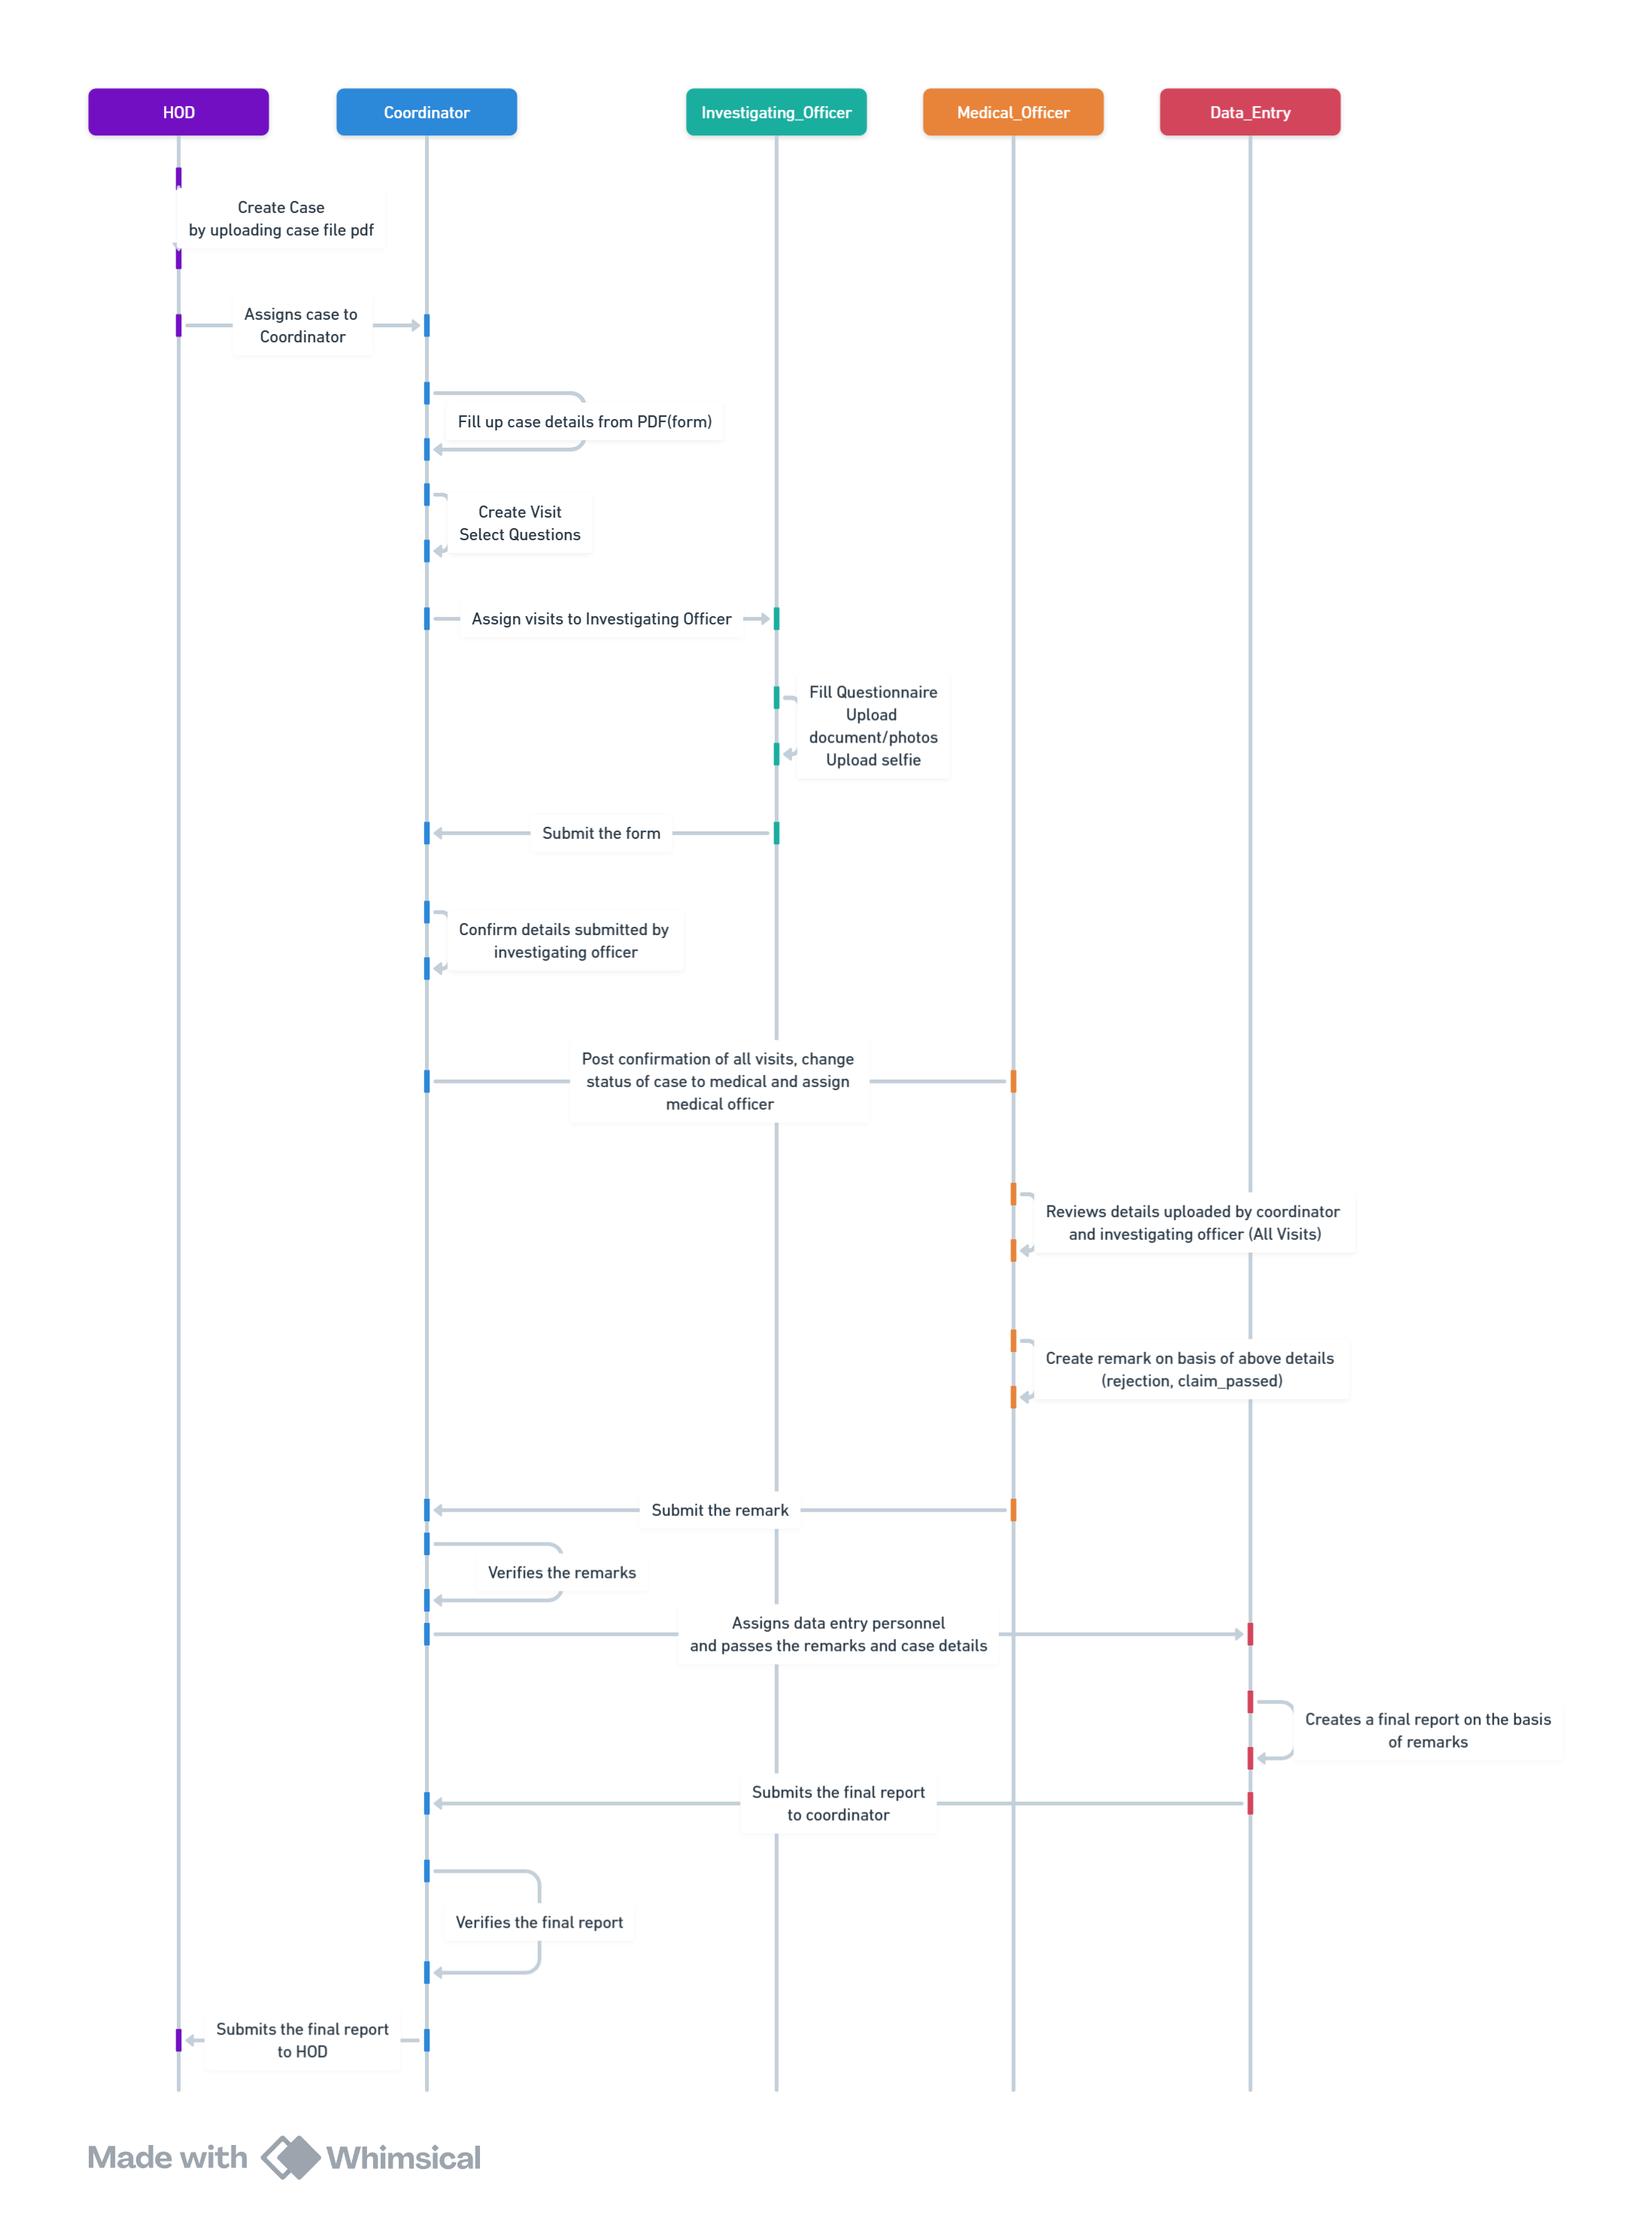 HOD
Coordinator
Investigating_Officer
Medical_Officer
Data_Entry
Create Case
by uploading case file pdf
Assigns case to
Coordinator
Fill up case details from PDF(form)
Create Visit
Select Questions
Assign visits to Investigating Officer
Fill Questionnaire
Upload
document/photos
Upload selfie
Submit the form
Confirm details submitted by
investigating officer
Post confirmation of all visits, change
status of case to medical and assign
medical officer
Reviews details uploaded by coordinator
and investigating officer (All Visits)
Create remark on basis of above details
(rejection, claim_passed)
Submit the remark
Verifies the remarks
Assigns data entry personnel
and passes the remarks and case details
Creates a final report on the basis
of remarks
Submits the final report
to coordinator
Verifies the final report
Submits the final report
to HOD
Made with Whimsical